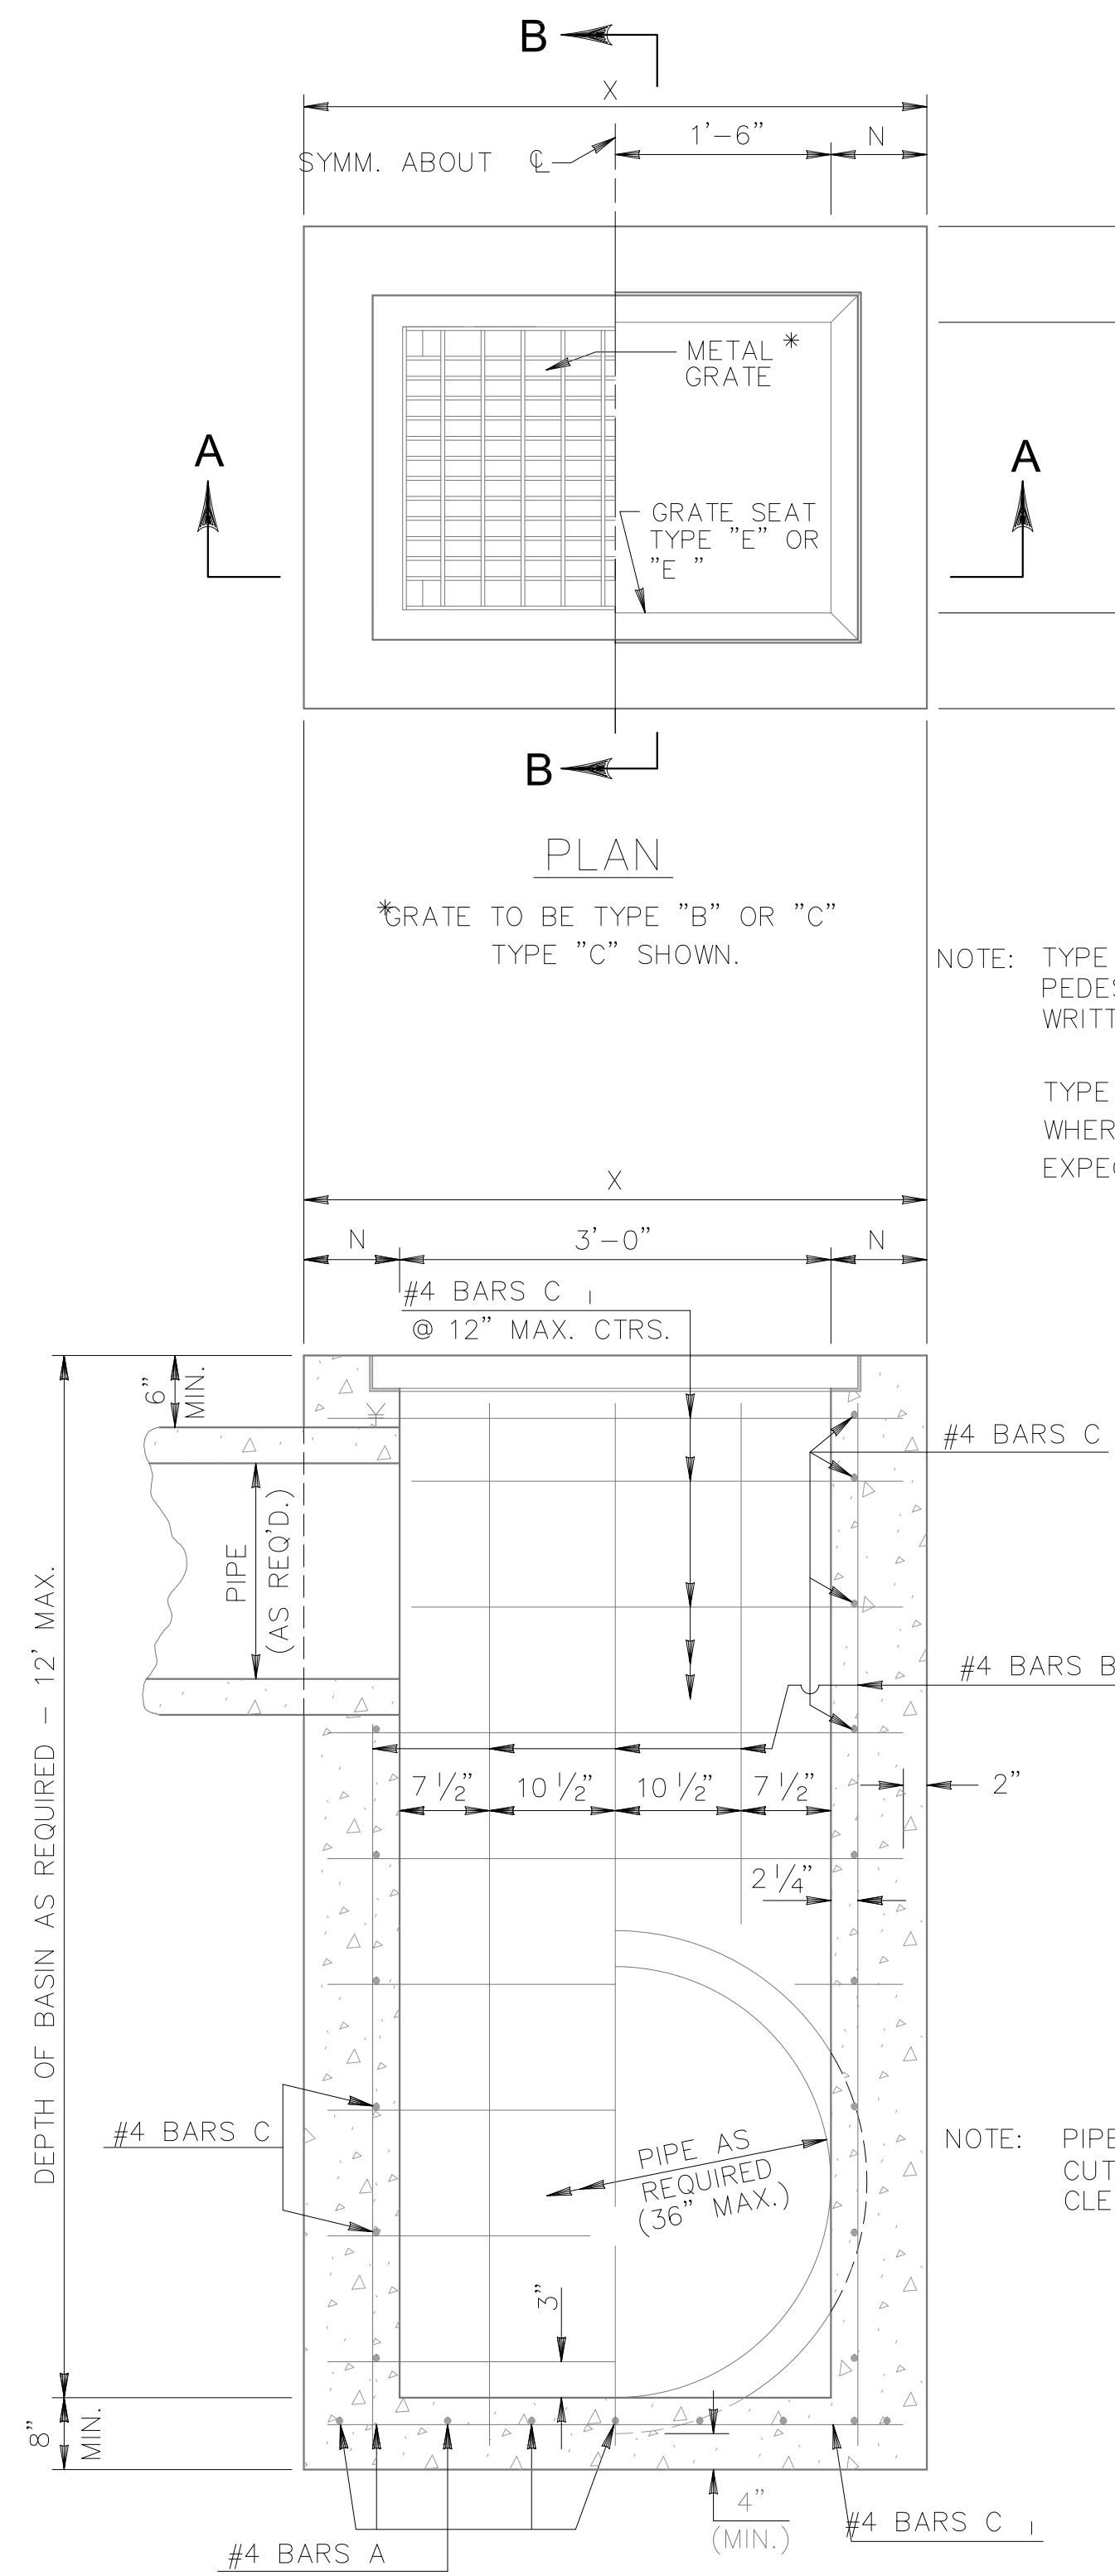 B
X
1'-6"
N
SYMM. ABOUT ℄
METAL *
GRATE
A
A
GRATE SEAT
TYPE "E" OR
"E "
B
PLAN
*GRATE TO BE TYPE "B" OR "C"
TYPE "C" SHOWN.
NOTE: TYPE
PEDES
WRITT
TYPE
WHER
EXPEC
X
N
3'-0"
N
#4 BARS C 1
@ 12" MAX. CTRS.
6"
MIN.
#4 BARS C
PIPE
(AS REQ'D.)
DEPTH OF BASIN AS REQUIRED - 12' MAX.
#4 BARS B
7 1/2"
10 1/2"
10 1/2"
7 1/2"
2"
2 1/4"
#4 BARS C
PIPE AS
REQUIRED
(36" MAX.)
NOTE: PIPE
CUT
CLE
3"
8"
MIN.
4"
(MIN.)
#4 BARS C 1
#4 BARS A